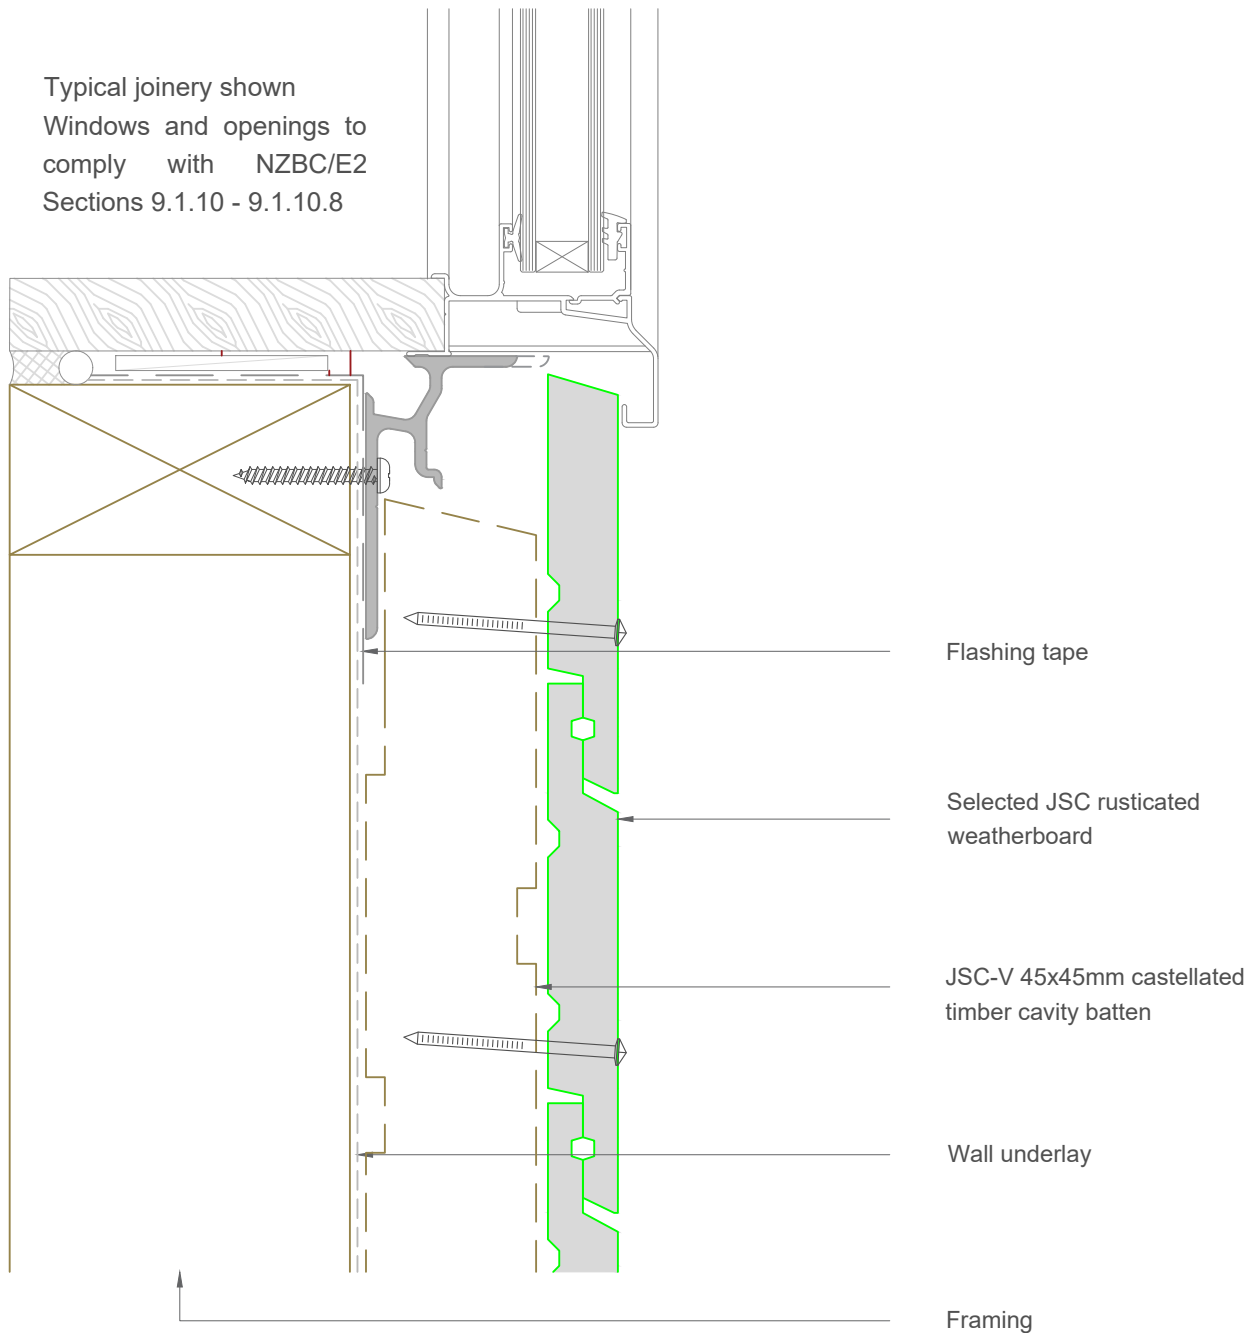 Typical joinery shown
Windows and openings to
comply with NZBC/E2
Sections 9.1.10 - 9.1.10.8
Flashing tape
Selected JSC rusticated
weatherboard
JSC-V 45x45mm castellated
timber cavity batten
Wall underlay
Framing